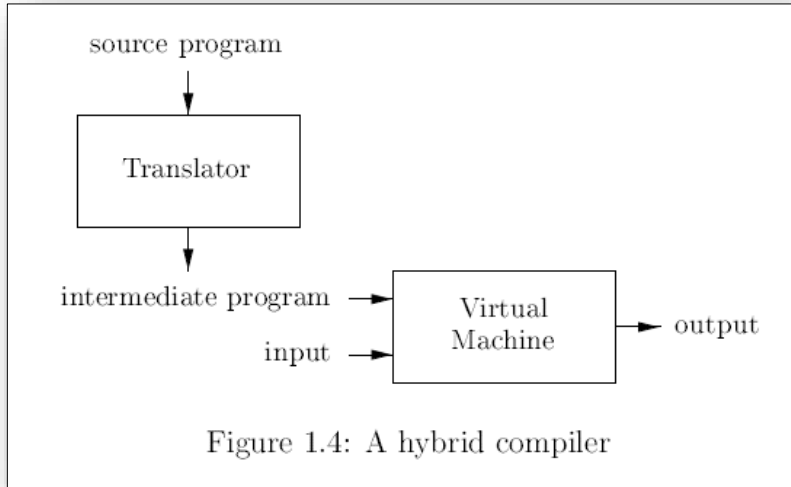 source program
Translator
intermediate program
input
Virtual
Machine
output
Figure 1.4: A hybrid compiler